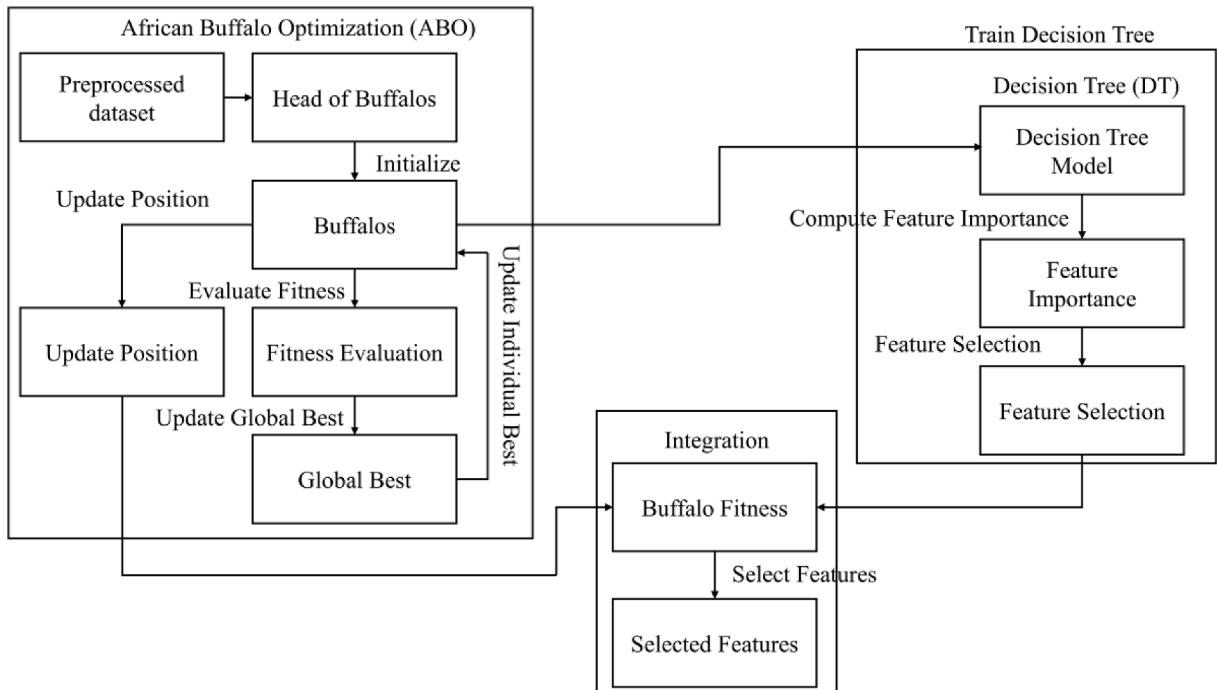 African Buffalo Optimization (ABO)
Preprocessed
dataset
Head of Buffalos
Initialize
Update Position
Buffalos
Evaluate Fitness
Update Individual Best
Update Position
Fitness Evaluation
Update Global Best
Global Best
Train Decision Tree
Decision Tree (DT)
Decision Tree
Model
Compute Feature Importance
Feature
Importance
Feature Selection
Feature Selection
Integration
Buffalo Fitness
Select Features
Selected Features